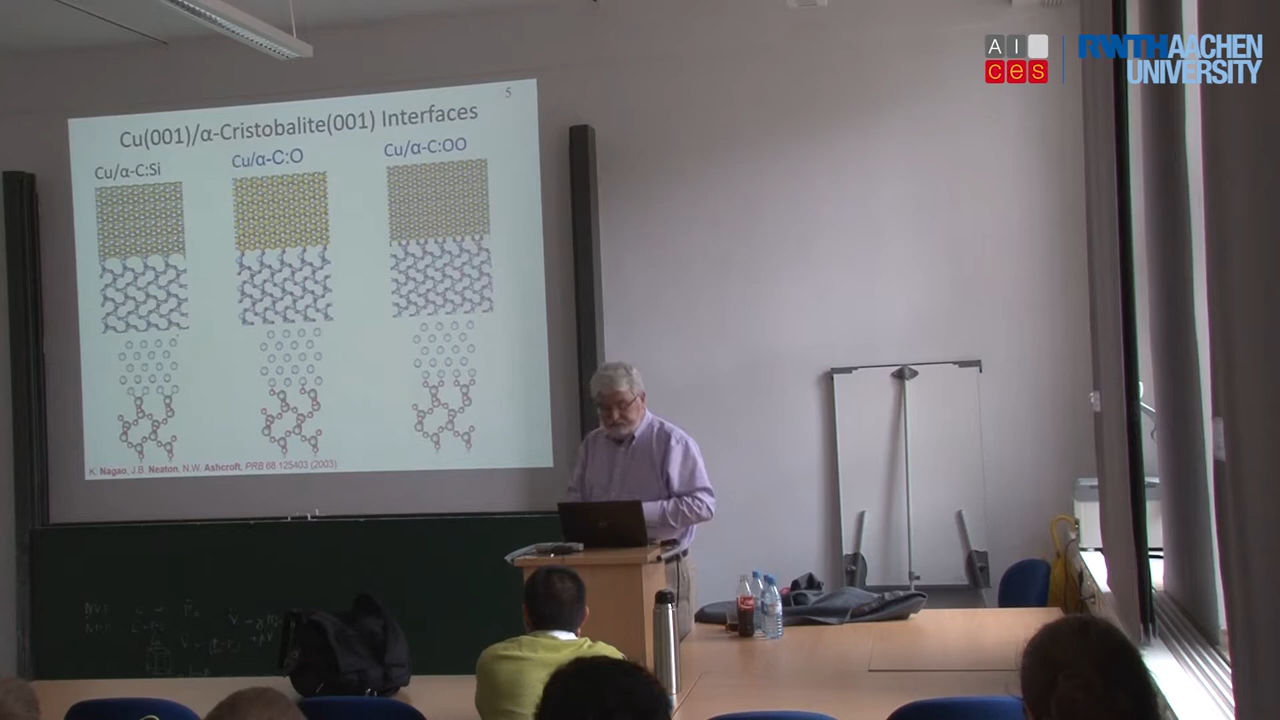 AI
ces
RWTHAACHEN
UNIVERSITY
5
Cu(001)/α-Cristobalite(001) Interfaces
Cu/α-C:Si
Cu/α-C:O
Cu/α-C:OO
K. Nagao, J.B. Neaton, N.W. Ashcroft, PRB 68 125403 (2003)